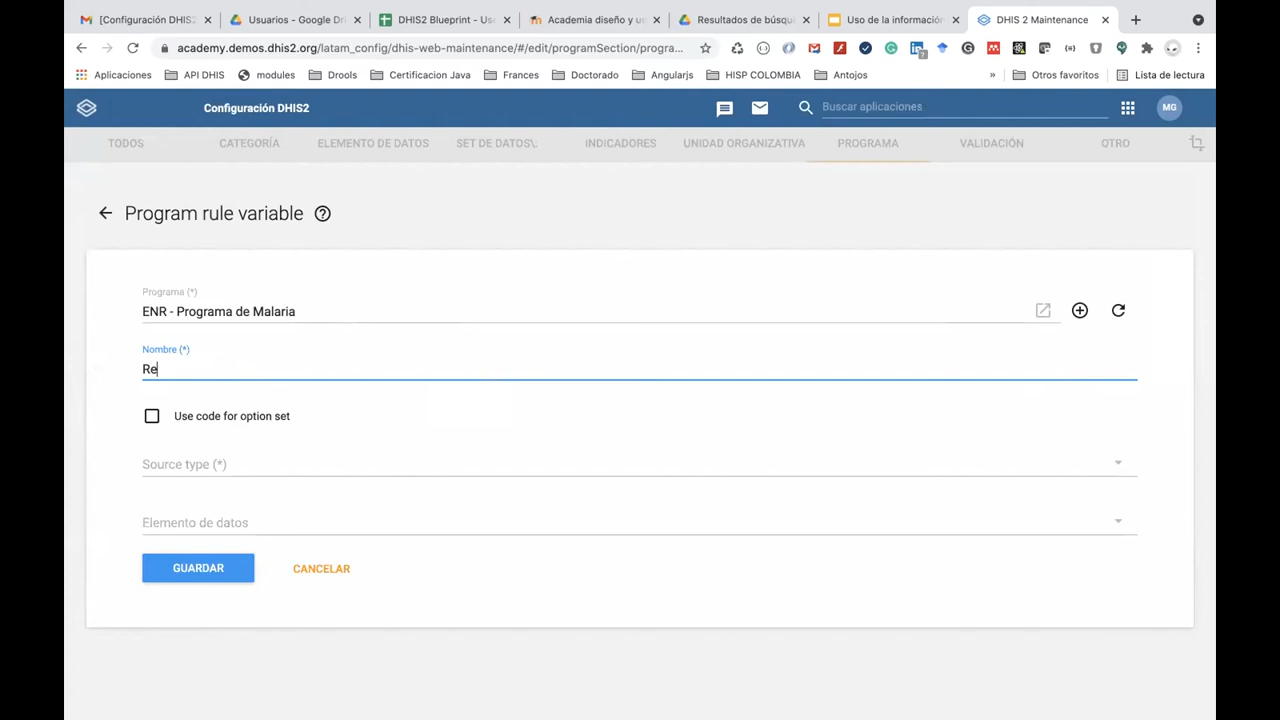 [Configuración DHIS2
Usuarios - Google Dri
DHIS2 Blueprint - Use
Academia diseño y us
Resultados de búsqu
Uso de la información
DHIS 2 Maintenance
academy.demos.dhis2.org/latam_config/dhis-web-maintenance/#/edit/programSection/progra...
Aplicaciones
API DHIS
modules
Drools
Certificacion Java
Frances
Doctorado
Angularjs
HISP COLOMBIA
Antojos
»
Otros favoritos
Lista de lectura
Configuración DHIS2
Buscar aplicaciones
MG
TODOS
CATEGORÍA
ELEMENTO DE DATOS
SET DE DATOS\;
INDICADORES
UNIDAD ORGANIZATIVA
PROGRAMA
VALIDACIÓN
OTRO
Program rule variable
Programa (*)
ENR - Programa de Malaria
Nombre (*)
Re
Use code for option set
Source type (*)
Elemento de datos
GUARDAR
CANCELAR